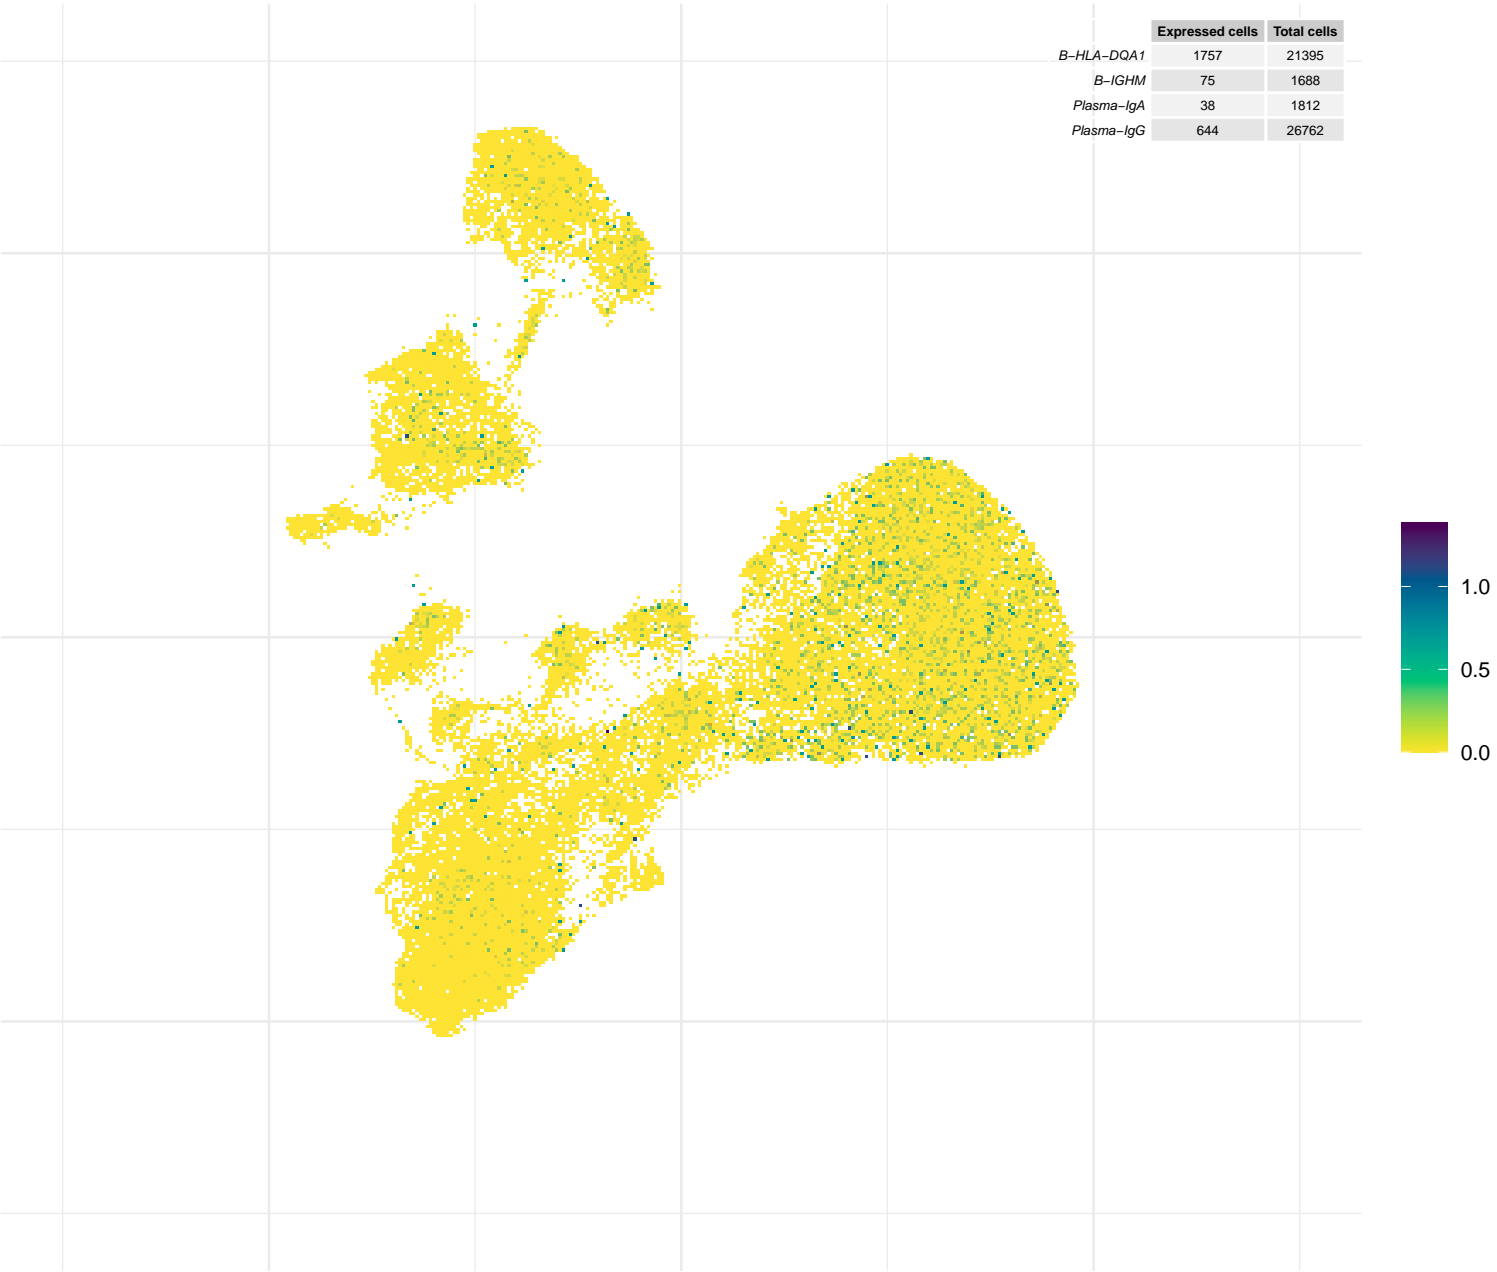 Expressed cells Total cells
B−HLA−DQA1 1757 21395
B−IGHM 75 1688
Plasma−IgA 38 1812
Plasma−IgG 644 26762
1.0
0.5
0.0